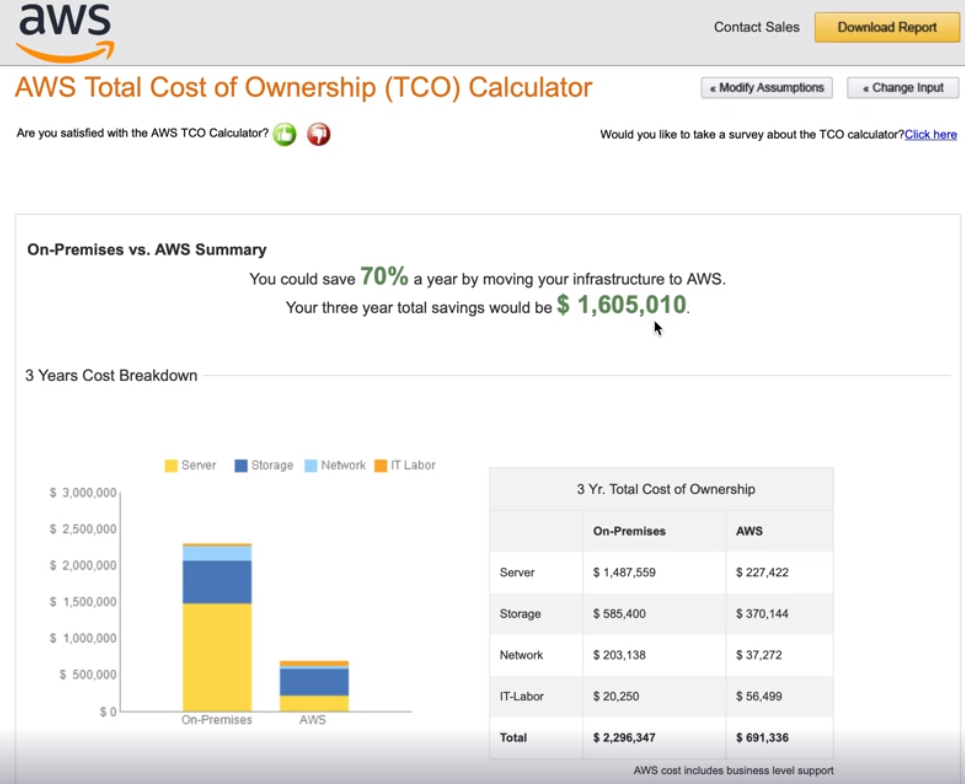 aws
Contact Sales
Download Report
AWS Total Cost of Ownership (TCO) Calculator
« Modify Assumptions
« Change Input
Are you satisfied with the AWS TCO Calculator?
Would you like to take a survey about the TCO calculator?Click here
On-Premises vs. AWS Summary
You could save 70% a year by moving your infrastructure to AWS.
Your three year total savings would be $ 1,605,010.
3 Years Cost Breakdown
Server Storage Network IT Labor
$ 3,000,000
$ 2,500,000
$ 2,000,000
$ 1,500,000
$ 1,000,000
$ 500,000
$ 0
On-Premises AWS
3 Yr. Total Cost of Ownership
On-Premises AWS
Server $ 1,487,559 $ 227,422
Storage $ 585,400 $ 370,144
Network $ 203,138 $ 37,272
IT-Labor $ 20,250 $ 56,499
Total $ 2,296,347 $ 691,336
AWS cost includes business level support